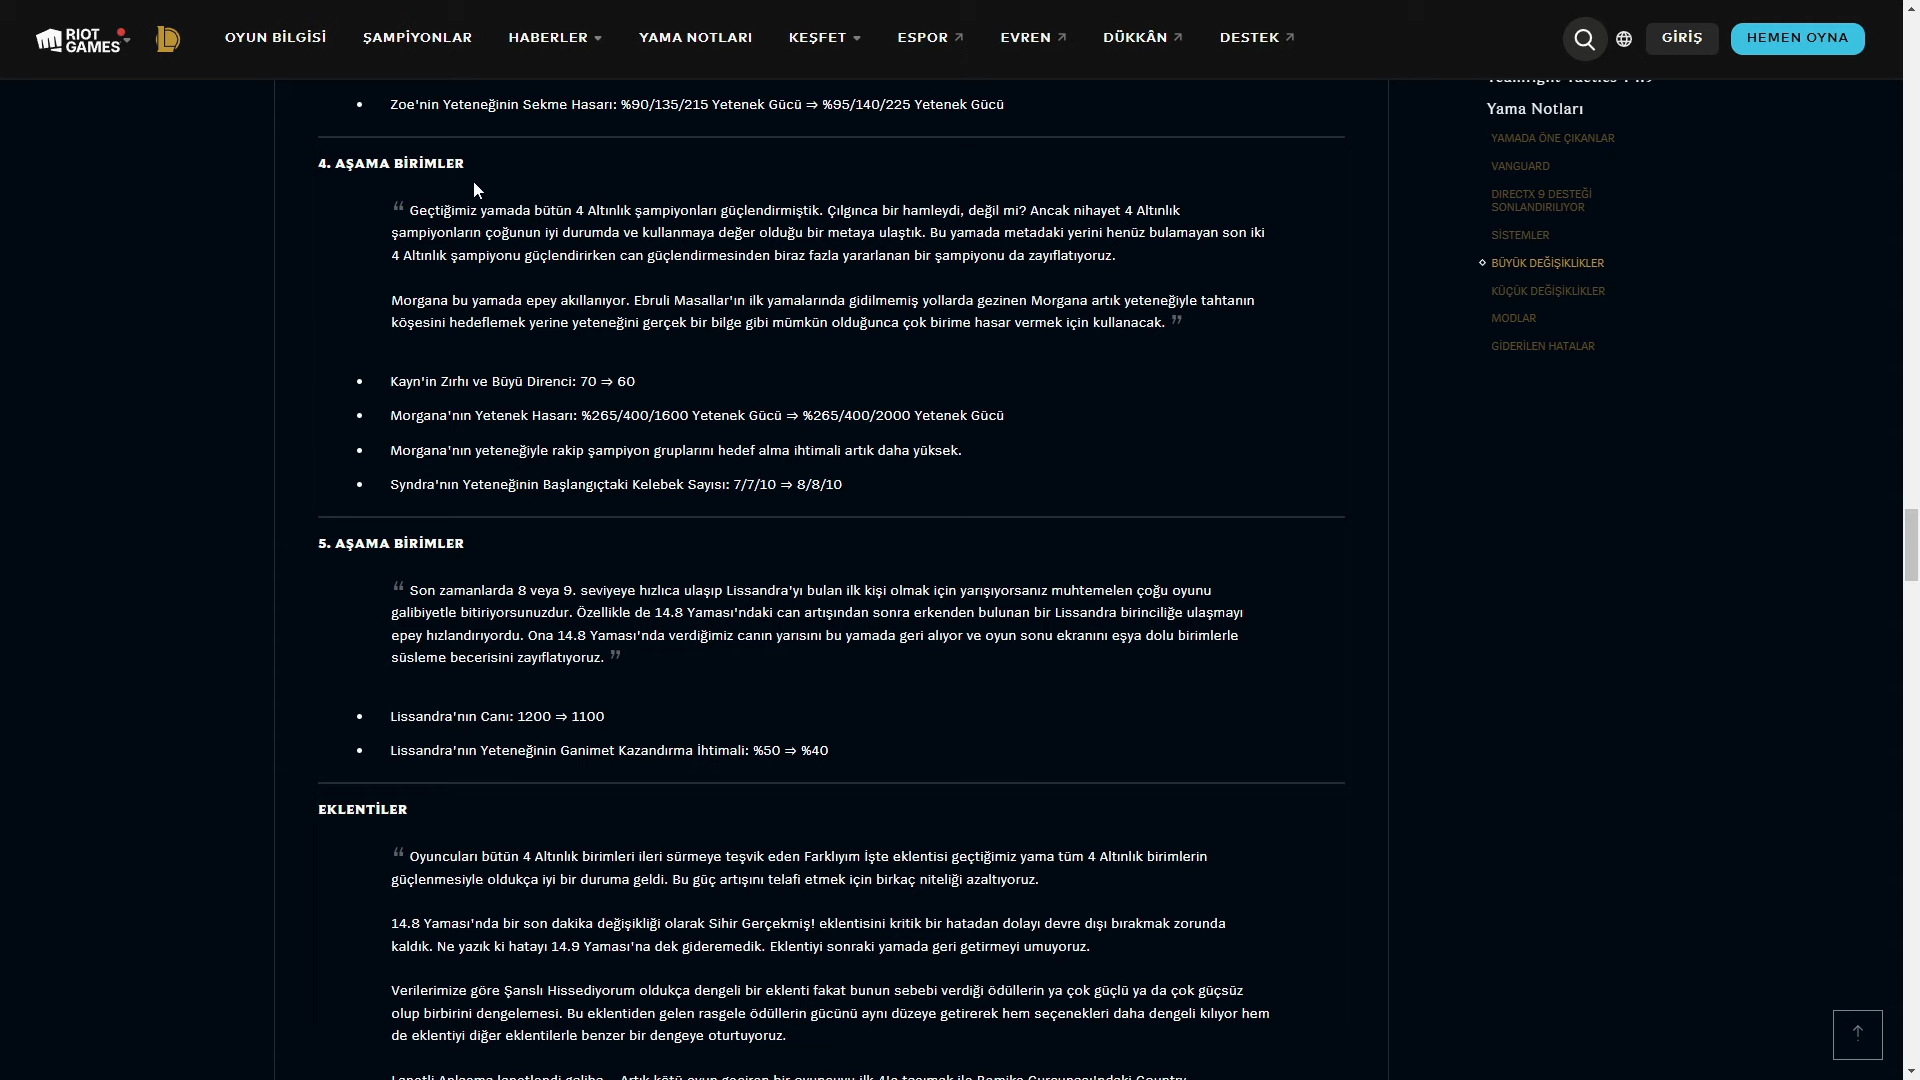 RIOT GAMES
OYUN BİLGİSİ
ŞAMPİYONLAR
HABERLER
YAMA NOTLARI
KEŞFET
ESPOR
EVREN
DÜKKÂN
DESTEK
GİRİŞ
HEMEN OYNA
Zoe'nin Yeteneğinin Sekme Hasarı: %90/135/215 Yetenek Gücü ⇒ %95/140/225 Yetenek Gücü
4. AŞAMA BİRİMLER
“ Geçtiğimiz yamada bütün 4 Altınlık şampiyonları güçlendirmiştik. Çılgınca bir hamleydi, değil mi? Ancak nihayet 4 Altınlık
şampiyonların çoğunun iyi durumda ve kullanmaya değer olduğu bir metaya ulaştık. Bu yamada metadaki yerini henüz bulamayan son iki
4 Altınlık şampiyonu güçlendirirken can güçlendirmesinden biraz fazla yararlanan bir şampiyonu da zayıflatıyoruz.
Morgana bu yamada epey akıllanıyor. Ebruli Masallar'ın ilk yamalarında gidilmemiş yollarda gezinen Morgana artık yeteneğiyle tahtanın
köşesini hedeflemek yerine yeteneğini gerçek bir bilge gibi mümkün olduğunca çok birime hasar vermek için kullanacak. ”
Kayn'in Zırhı ve Büyü Direnci: 70 ⇒ 60
Morgana'nın Yetenek Hasarı: %265/400/1600 Yetenek Gücü ⇒ %265/400/2000 Yetenek Gücü
Morgana'nın yeteneğiyle rakip şampiyon gruplarını hedef alma ihtimali artık daha yüksek.
Syndra'nın Yeteneğinin Başlangıçtaki Kelebek Sayısı: 7/7/10 ⇒ 8/8/10
5. AŞAMA BİRİMLER
“ Son zamanlarda 8 veya 9. seviyeye hızlıca ulaşıp Lissandra'yı bulan ilk kişi olmak için yarışıyorsanız muhtemelen çoğu oyunu
galibiyetle bitiriyorsunuzdur. Özellikle de 14.8 Yaması'ndaki can artışından sonra erkenden bulunan bir Lissandra birinciliğe ulaşmayı
epey hızlandırıyordu. Ona 14.8 Yaması'nda verdiğimiz canın yarısını bu yamada geri alıyor ve oyun sonu ekranını eşya dolu birimlerle
süsleme becerisini zayıflatıyoruz. ”
Lissandra'nın Canı: 1200 ⇒ 1100
Lissandra'nın Yeteneğinin Ganimet Kazandırma İhtimali: %50 ⇒ %40
EKLENTİLER
“ Oyuncuları bütün 4 Altınlık birimleri ileri sürmeye teşvik eden Farklıyım İşte eklentisi geçtiğimiz yama tüm 4 Altınlık birimlerin
güçlenmesiyle oldukça iyi bir duruma geldi. Bu güç artışını telafi etmek için birkaç niteliği azaltıyoruz.
14.8 Yaması'nda bir son dakika değişikliği olarak Sihir Gerçekmiş! eklentisini kritik bir hatadan dolayı devre dışı bırakmak zorunda
kaldık. Ne yazık ki hatayı 14.9 Yaması'na dek gideremedik. Eklentiyi sonraki yamada geri getirmeyi umuyoruz.
Verilerimize göre Şanslı Hissediyorum oldukça dengeli bir eklenti fakat bunun sebebi verdiği ödüllerin ya çok güçlü ya da çok güçsüz
olup birbirini dengelemesi. Bu eklentiden gelen rasgele ödüllerin gücünü aynı düzeye getirerek hem seçenekleri daha dengeli kılıyor hem
de eklentiyi diğer eklentilerle benzer bir dengeye oturtuyoruz.
Yama Notları
YAMADA ÖNE ÇIKANLAR
VANGUARD
DIRECTX 9 DESTEĞİ
SONLANDIRILIYOR
SİSTEMLER
BÜYÜK DEĞİŞİKLİKLER
KÜÇÜK DEĞİŞİKLİKLER
MODLAR
GİDERİLEN HATALAR